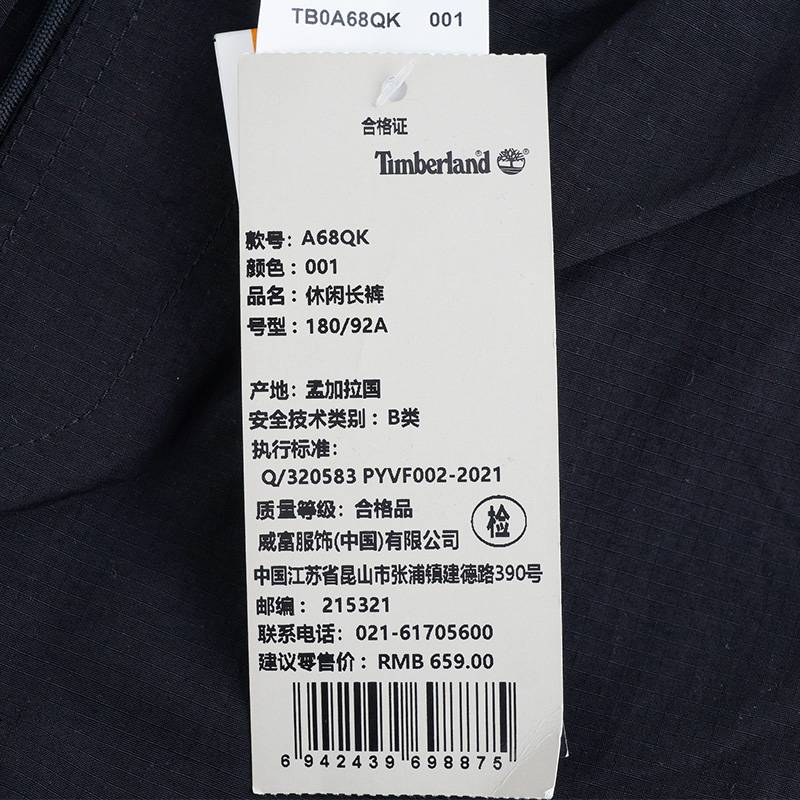 TB0A68QK 001
合格证
Timberland®
款号：A68QK
颜色：001
品名：休闲长裤
号型：180/92A
产地：孟加拉国
安全技术类别：B类
执行标准：
Q/320583 PYVF002-2021
质量等级：合格品
检
威富服饰(中国)有限公司
中国江苏省昆山市张浦镇建德路390号
邮编：215321
联系电话：021-61705600
建议零售价：RMB 659.00
6942439698875